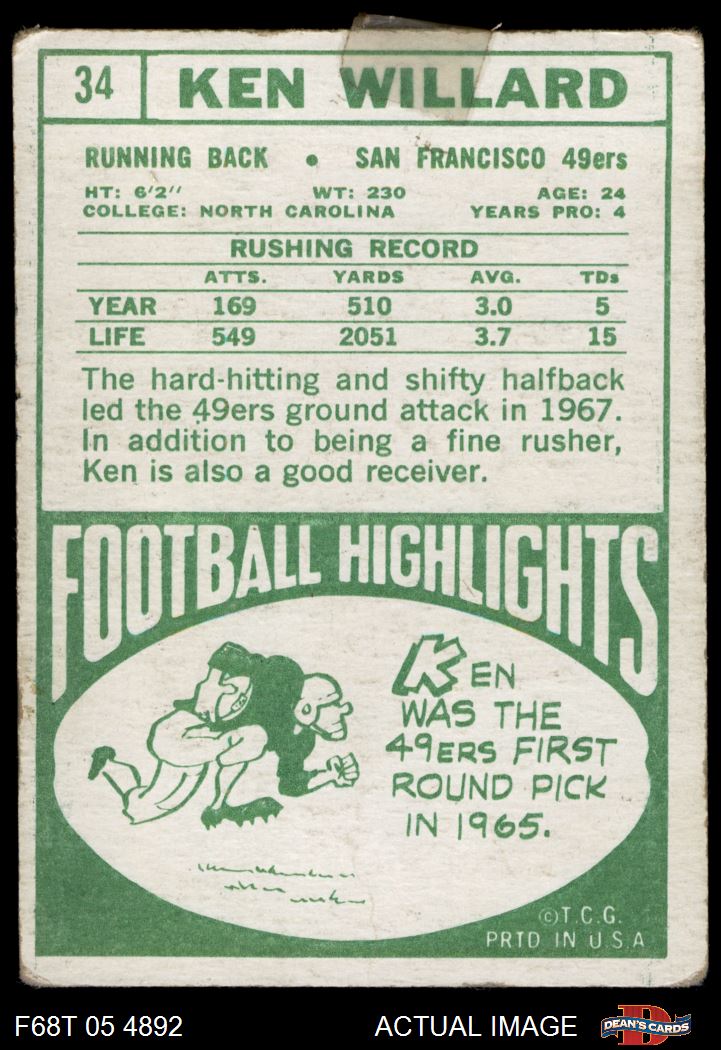 34 KEN WILLARD
RUNNING BACK • SAN FRANCISCO 49ers
HT: 6'2" WT: 230 AGE: 24
COLLEGE: NORTH CAROLINA YEARS PRO: 4
RUSHING RECORD
ATTS. YARDS AVG. TDs
YEAR 169 510 3.0 5
LIFE 549 2051 3.7 15
The hard-hitting and shifty halfback
led the 49ers ground attack in 1967.
In addition to being a fine rusher,
Ken is also a good receiver.
FOOTBALL HIGHLIGHTS
KEN
WAS THE
49ERS FIRST
ROUND PICK
IN 1965.
©T.C.G.
PRTD IN U.S.A
F68T 05 4892 ACTUAL IMAGE D DEAN'S CARDS